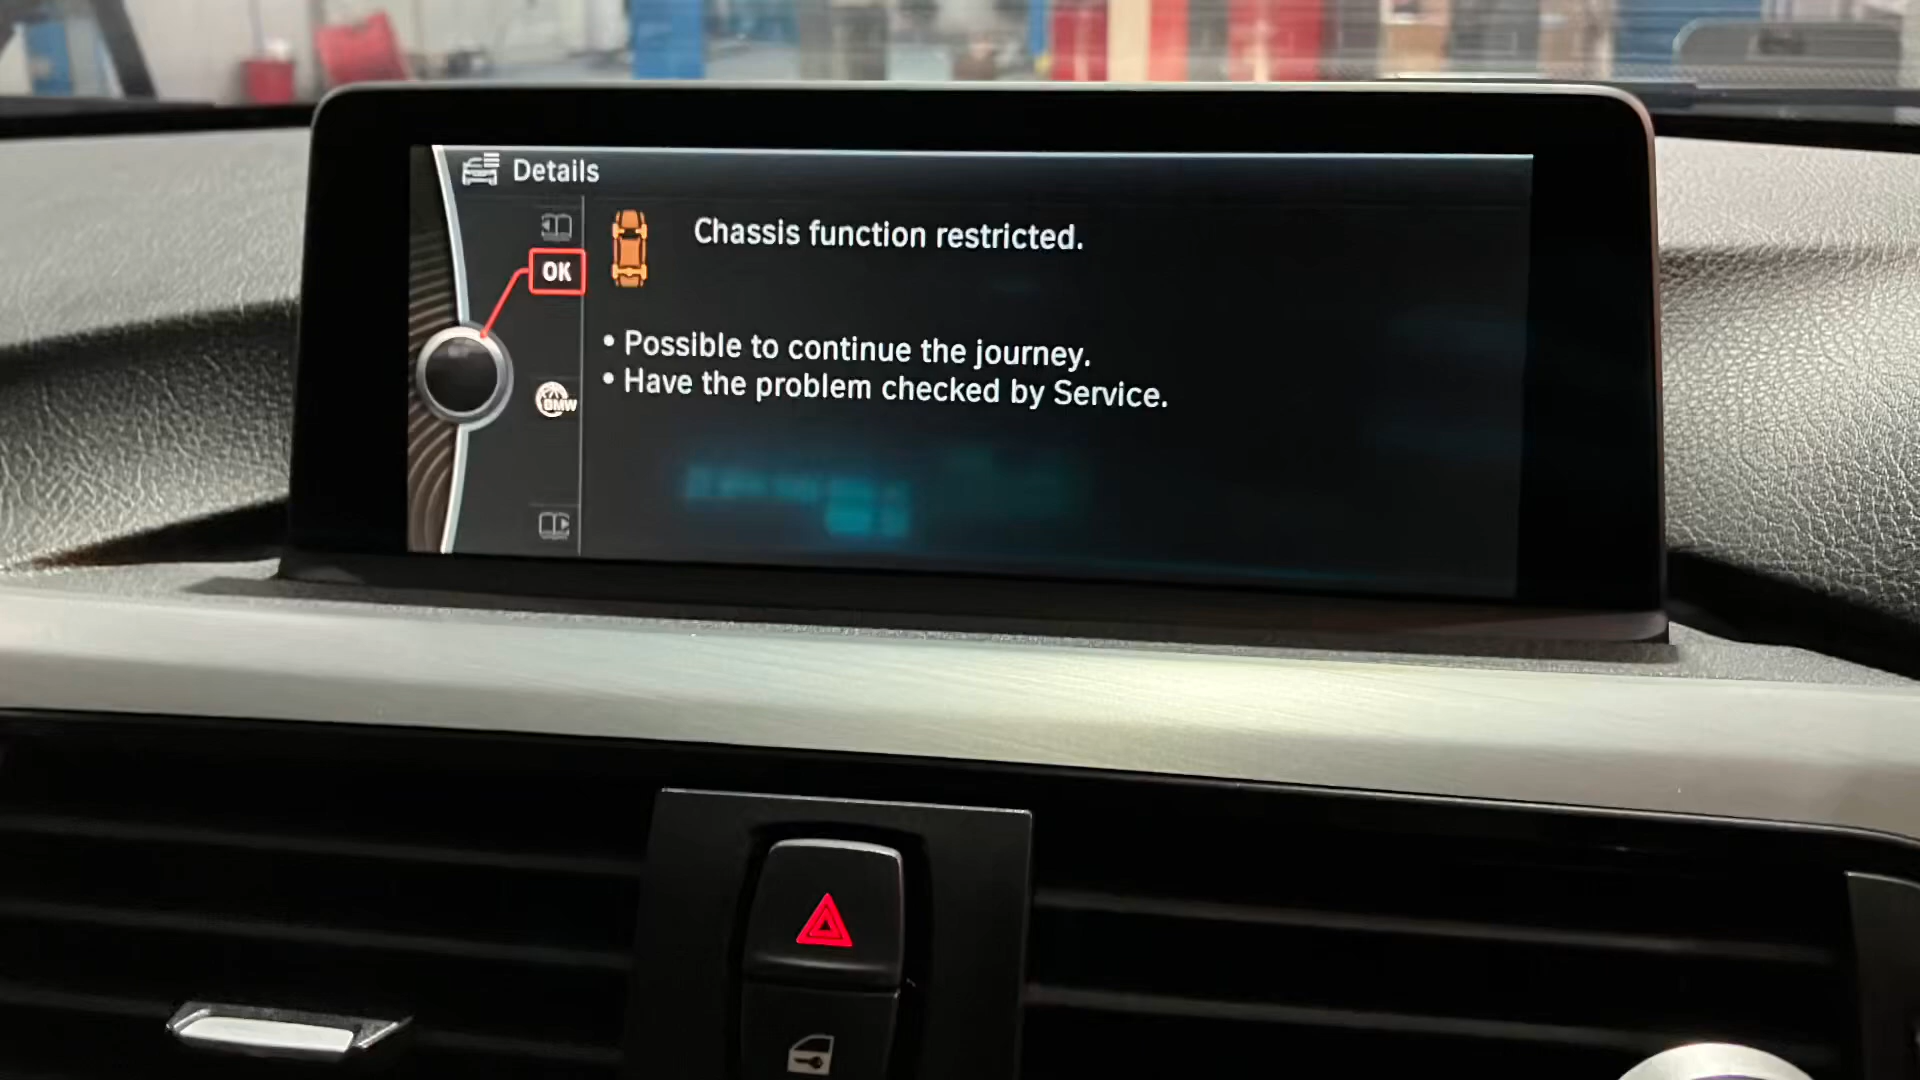 Details
Chassis function restricted.
OK
• Possible to continue the journey.
• Have the problem checked by Service.
BMW